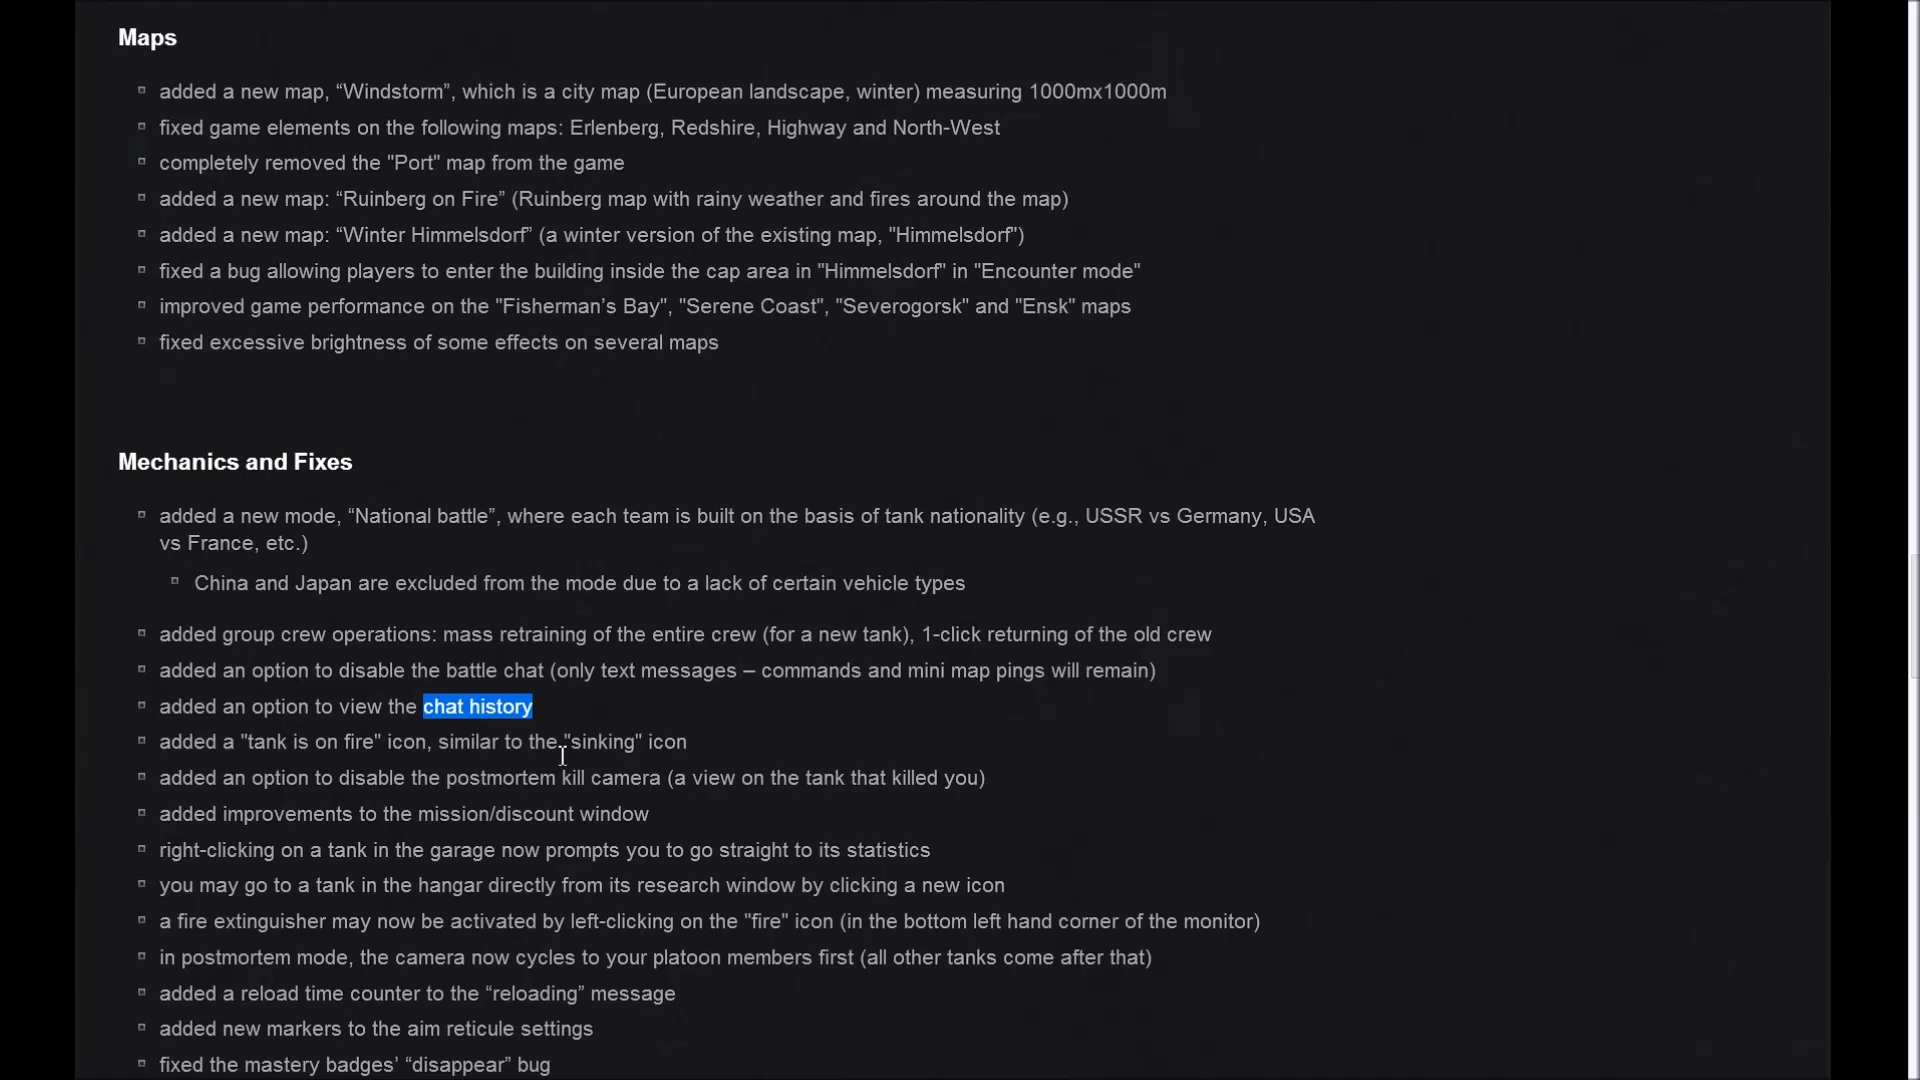 Maps
added a new map, “Windstorm”, which is a city map (European landscape, winter) measuring 1000mx1000m
fixed game elements on the following maps: Erlenberg, Redshire, Highway and North-West
completely removed the "Port" map from the game
added a new map: “Ruinberg on Fire” (Ruinberg map with rainy weather and fires around the map)
added a new map: “Winter Himmelsdorf” (a winter version of the existing map, "Himmelsdorf")
fixed a bug allowing players to enter the building inside the cap area in "Himmelsdorf" in "Encounter mode"
improved game performance on the "Fisherman’s Bay", "Serene Coast", "Severogorsk" and "Ensk" maps
fixed excessive brightness of some effects on several maps
Mechanics and Fixes
added a new mode, “National battle”, where each team is built on the basis of tank nationality (e.g., USSR vs Germany, USA
vs France, etc.)
China and Japan are excluded from the mode due to a lack of certain vehicle types
added group crew operations: mass retraining of the entire crew (for a new tank), 1-click returning of the old crew
added an option to disable the battle chat (only text messages – commands and mini map pings will remain)
added an option to view the chat history
added a "tank is on fire" icon, similar to the "sinking" icon
added an option to disable the postmortem kill camera (a view on the tank that killed you)
added improvements to the mission/discount window
right-clicking on a tank in the garage now prompts you to go straight to its statistics
you may go to a tank in the hangar directly from its research window by clicking a new icon
a fire extinguisher may now be activated by left-clicking on the "fire" icon (in the bottom left hand corner of the monitor)
in postmortem mode, the camera now cycles to your platoon members first (all other tanks come after that)
added a reload time counter to the “reloading” message
added new markers to the aim reticule settings
fixed the mastery badges’ “disappear” bug